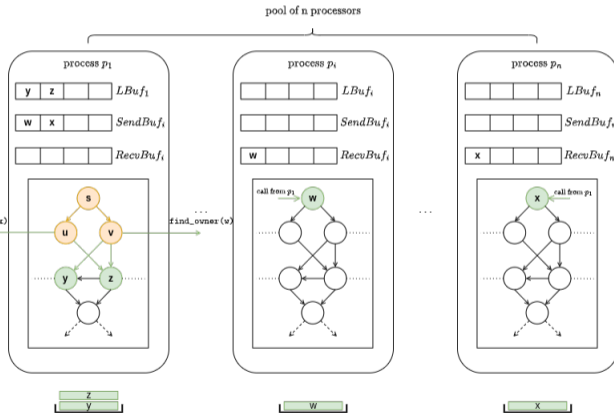 pool of n processors
process p₁
y z LBuf₁
w x SendBufᵢ
RecvBufᵢ
s
u v
y z
find_owner(w)
...
z
y
process pᵢ
LBufᵢ
SendBufᵢ
w RecvBufᵢ
call from p₁
w
w
...
process pₙ
LBufₙ
SendBuf
x RecvBufₙ
x
call from p₁
x